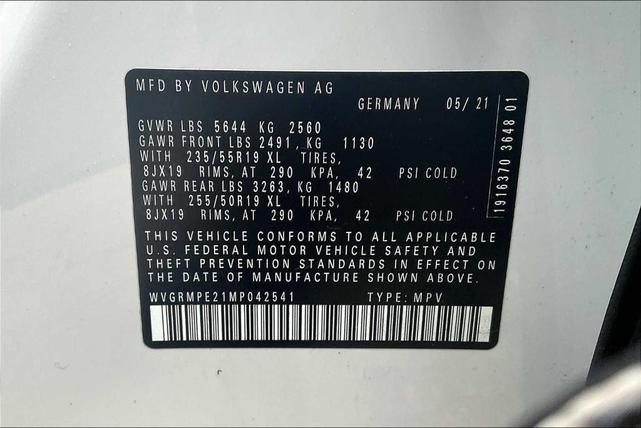 MFD BY VOLKSWAGEN AG
GERMANY 05/21
GVWR LBS 5644 KG 2560
GAWR FRONT LBS 2491, KG 1130
WITH 235/55R19 XL TIRES,
8JX19 RIMS, AT 290 KPA, 42 PSI COLD
GAWR REAR LBS 3263, KG 1480
WITH 255/50R19 XL TIRES,
8JX19 RIMS, AT 290 KPA, 42 PSI COLD
THIS VEHICLE CONFORMS TO ALL APPLICABLE
U.S. FEDERAL MOTOR VEHICLE SAFETY AND
THEFT PREVENTION STANDARDS IN EFFECT ON
THE DATE OF MANUFACTURE SHOWN ABOVE.
WVGRMPE21MP042541 TYPE: MPV
1916370 3648 01